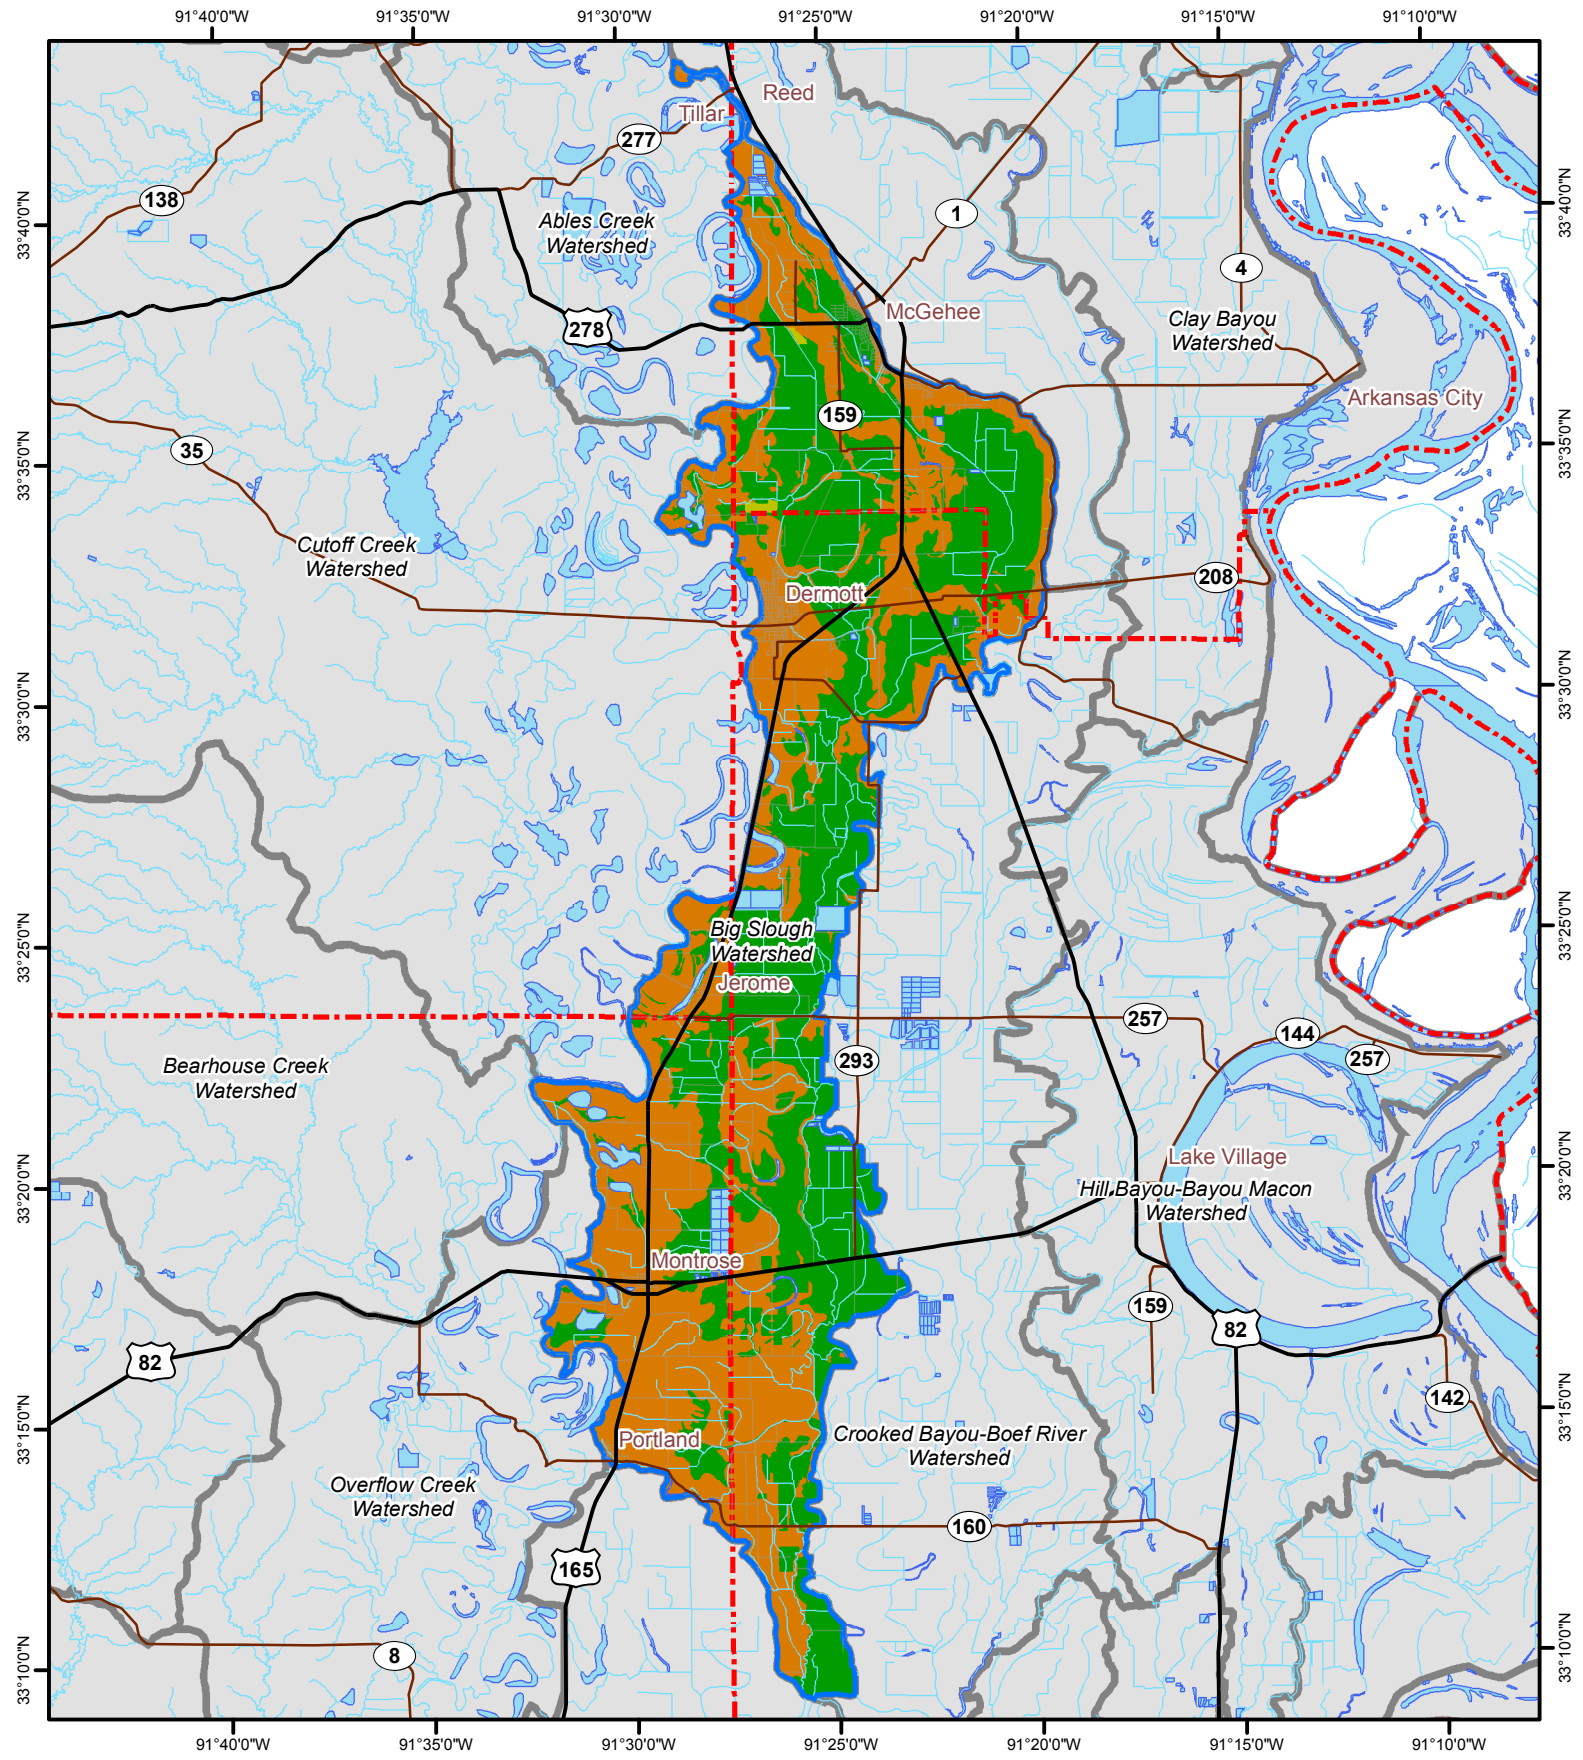 91°40'0"W
91°35'0"W
91°30'0"W
91°25'0"W
91°20'0"W
91°15'0"W
91°10'0"W
Reed
Tillar
277
138
33°40'0"N
33°40'0"N
1
Ables Creek
Watershed
4
McGehee
278
Clay Bayou
Watershed
Arkansas City
159
35
33°35'0"N
33°35'0"N
Cutoff Creek
Watershed
208
Dermott
33°30'0"N
33°30'0"N
Big Slough
Watershed
33°25'0"N
33°25'0"N
Jerome
257
144
257
293
Bearhouse Creek
Watershed
Lake Village
33°20'0"N
33°20'0"N
Hill Bayou-Bayou Macon
Watershed
Montrose
159
82
82
142
33°15'0"N
33°15'0"N
Portland
Crooked Bayou-Boef River
Watershed
Overflow Creek
Watershed
160
165
8
33°10'0"N
33°10'0"N
91°40'0"W
91°35'0"W
91°30'0"W
91°25'0"W
91°20'0"W
91°15'0"W
91°10'0"W